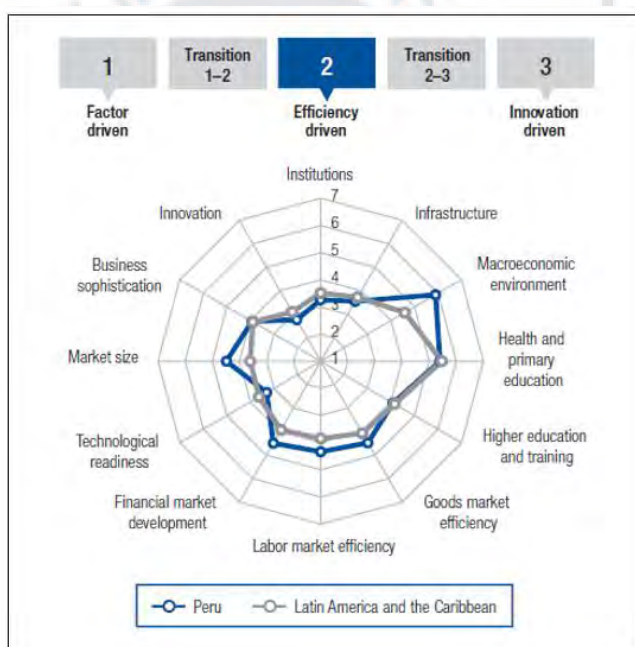 1
Transition
1–2
2
Transition
2–3
3
Factor
driven
Efficiency
driven
Innovation
driven
Institutions
7
6
5
4
3
2
1
Infrastructure
Macroeconomic
environment
Health and
primary
education
Higher education
and training
Goods market
efficiency
Labor market efficiency
Financial market
development
Technological
readiness
Market size
Business
sophistication
Innovation
Peru
Latin America and the Caribbean